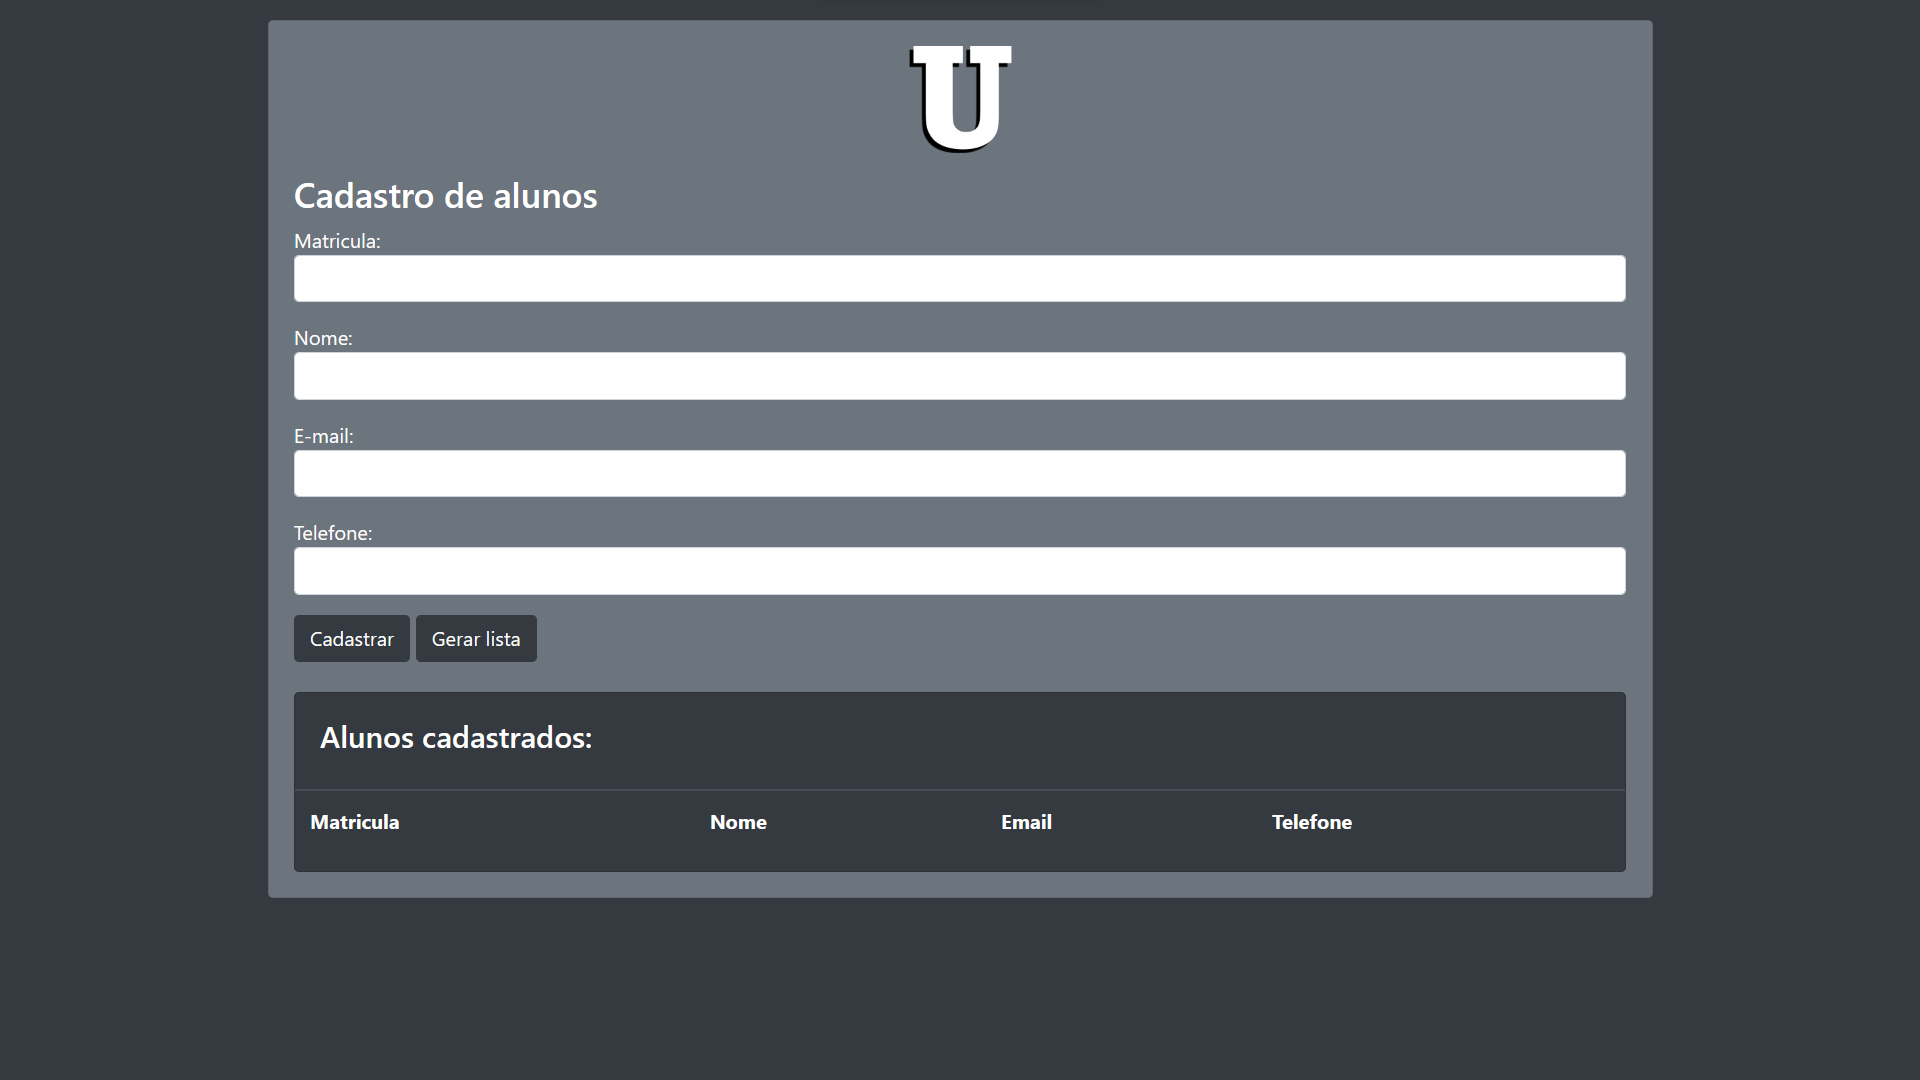 U
Cadastro de alunos
Matricula:
Nome:
E-mail:
Telefone:
Cadastrar Gerar lista
Alunos cadastrados:
Matricula Nome Email Telefone